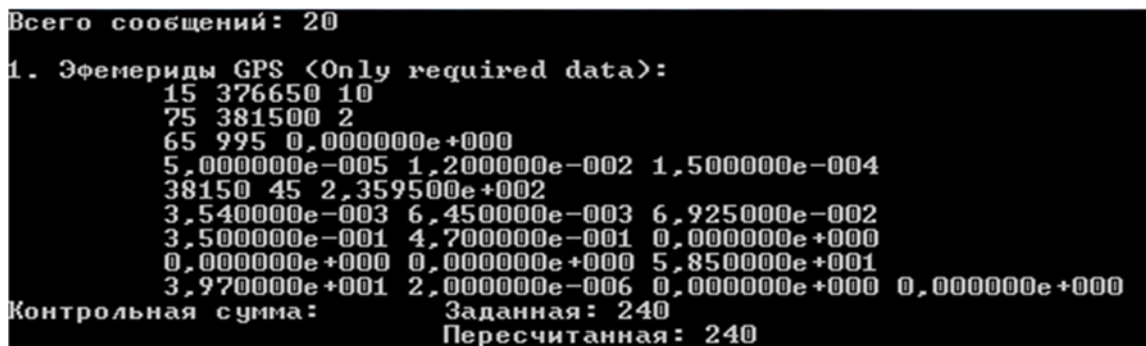 Всего сообщений: 20
1. Эфемериды GPS (Only required data):
15 376650 10
75 381500 2
65 995 0,000000e+000
5,000000e-005 1,200000e-002 1,500000e-004
38150 45 2,359500e+002
3,540000e-003 6,450000e-003 6,925000e-002
3,500000e-001 4,700000e-001 0,000000e+000
0,000000e+000 0,000000e+000 5,850000e+001
3,970000e+001 2,000000e-006 0,000000e+000 0,000000e+000
Контрольная сумма: Заданная: 240
Пересчитанная: 240